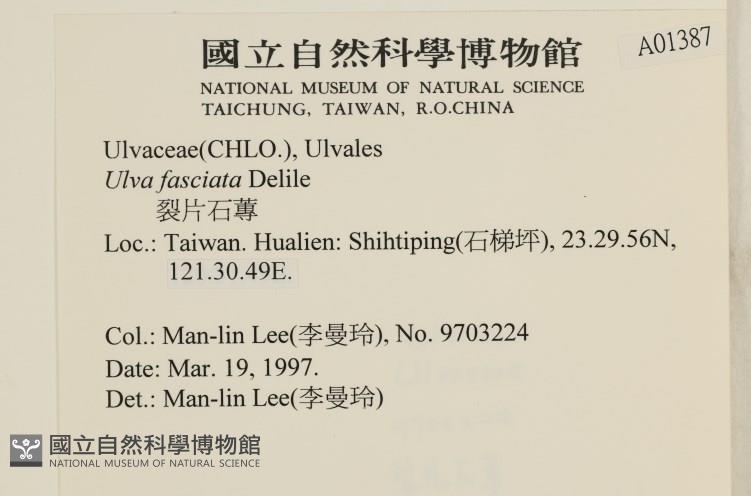 國立自然科學博物館
A01387
NATIONAL MUSEUM OF NATURAL SCIENCE
TAICHUNG, TAIWAN, R.O.CHINA
Ulvaceae(CHLO.), Ulvales
Ulva fasciata Delile
裂片石蓴
Loc.: Taiwan. Hualien: Shihtiping(石梯坪), 23.29.56N,
121.30.49E.
Col.: Man-lin Lee(李曼玲), No. 9703224
Date: Mar. 19, 1997.
Det.: Man-lin Lee(李曼玲)
國立自然科學博物館
NATIONAL MUSEUM OF NATURAL SCIENCE